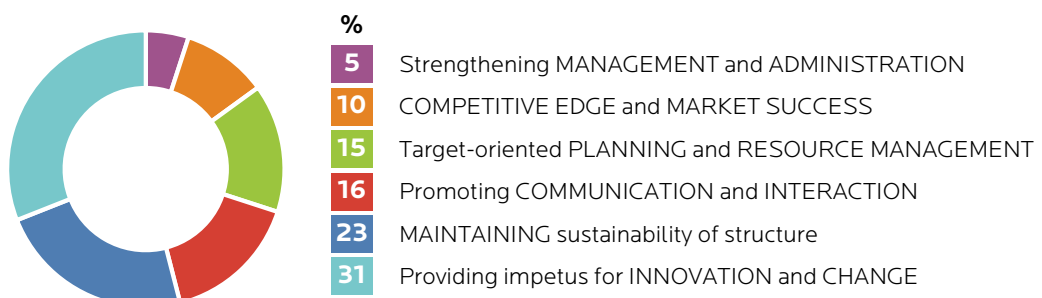 %
5 Strengthening MANAGEMENT and ADMINISTRATION
10 COMPETITIVE EDGE and MARKET SUCCESS
15 Target-oriented PLANNING and RESOURCE MANAGEMENT
16 Promoting COMMUNICATION and INTERACTION
23 MAINTAINING sustainability of structure
31 Providing impetus for INNOVATION and CHANGE